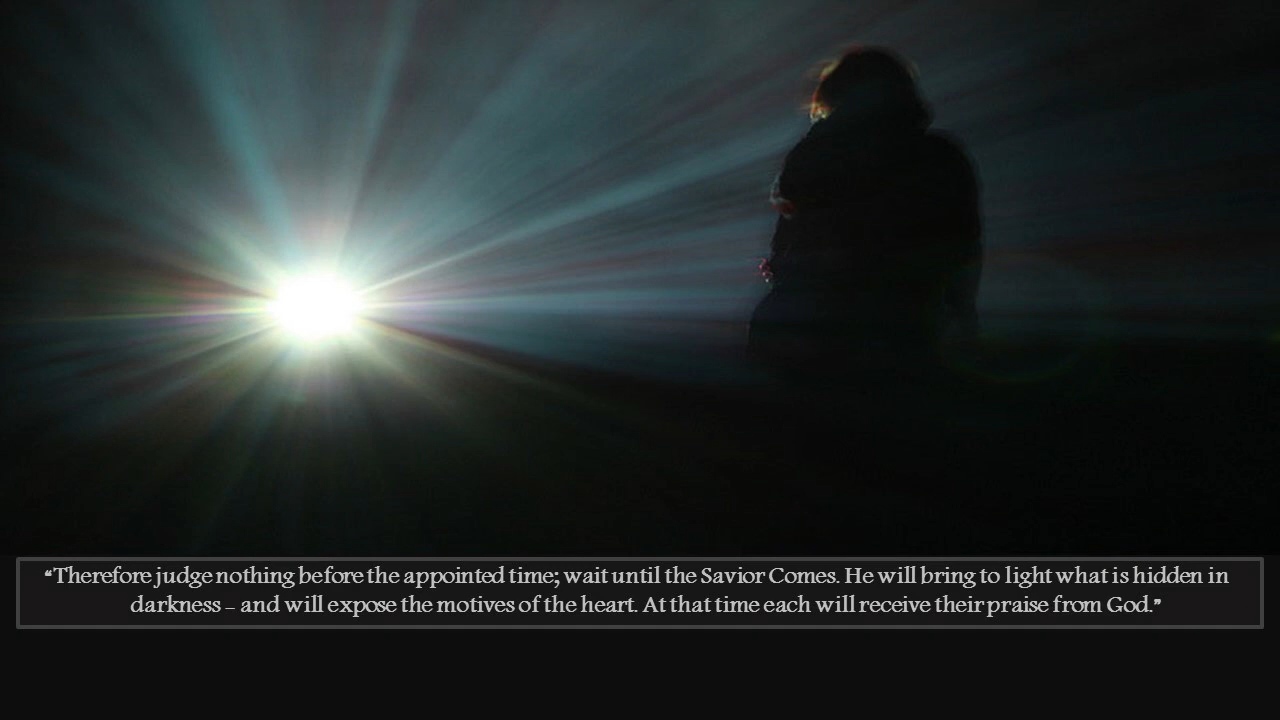 “Therefore judge nothing before the appointed time; wait until the Savior Comes. He will bring to light what is hidden in
darkness – and will expose the motives of the heart. At that time each will receive their praise from God.”